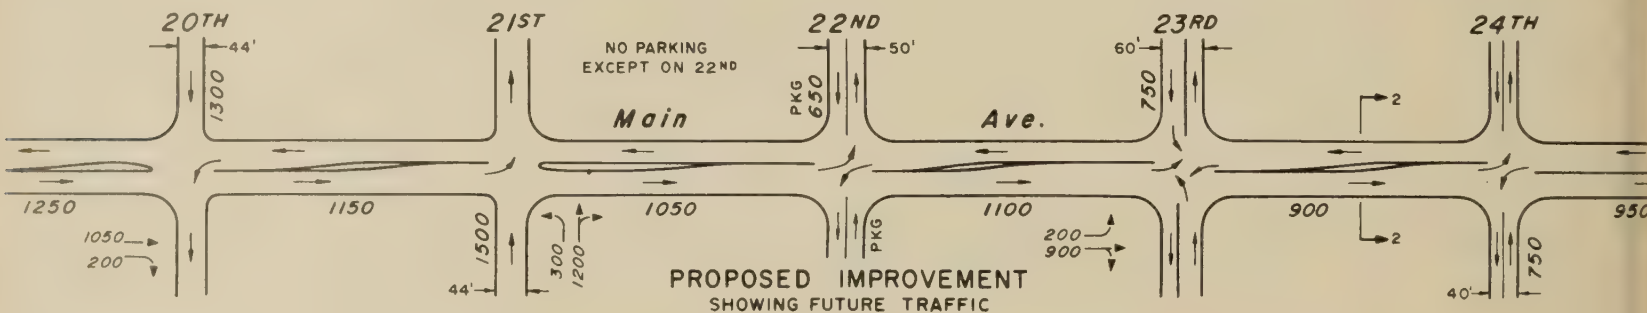 20TH
21ST
22ND
23RD
24TH
44'
NO PARKING
EXCEPT ON 22ND
50'
60'
1300
PKG
650
750
2
Main
Ave.
1250
1150
1050
1100
900
950
2
1050
200
1500
300
1200
PKG
200
900
750
44'
40'
PROPOSED IMPROVEMENT
SHOWING FUTURE TRAFFIC